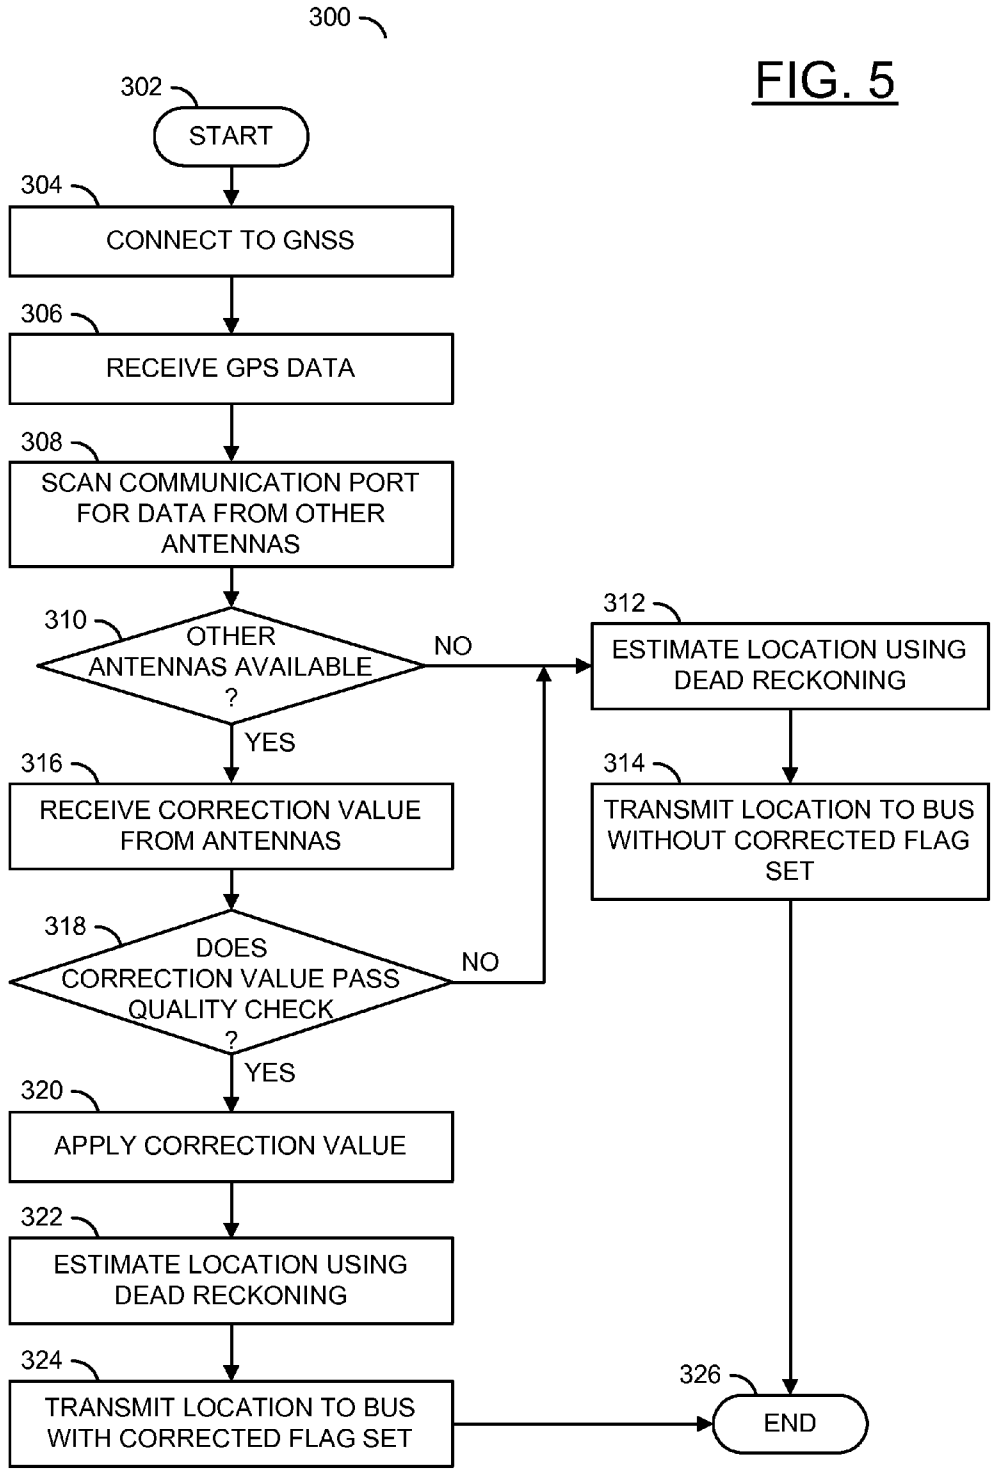 300
FIG. 5
302
START
304
CONNECT TO GNSS
306
RECEIVE GPS DATA
308
SCAN COMMUNICATION PORT
FOR DATA FROM OTHER
ANTENNAS
310
OTHER
ANTENNAS AVAILABLE
?
NO
YES
312
ESTIMATE LOCATION USING
DEAD RECKONING
314
TRANSMIT LOCATION TO BUS
WITHOUT CORRECTED FLAG
SET
316
RECEIVE CORRECTION VALUE
FROM ANTENNAS
318
DOES
CORRECTION VALUE PASS
QUALITY CHECK
?
NO
YES
320
APPLY CORRECTION VALUE
322
ESTIMATE LOCATION USING
DEAD RECKONING
324
TRANSMIT LOCATION TO BUS
WITH CORRECTED FLAG SET
326
END